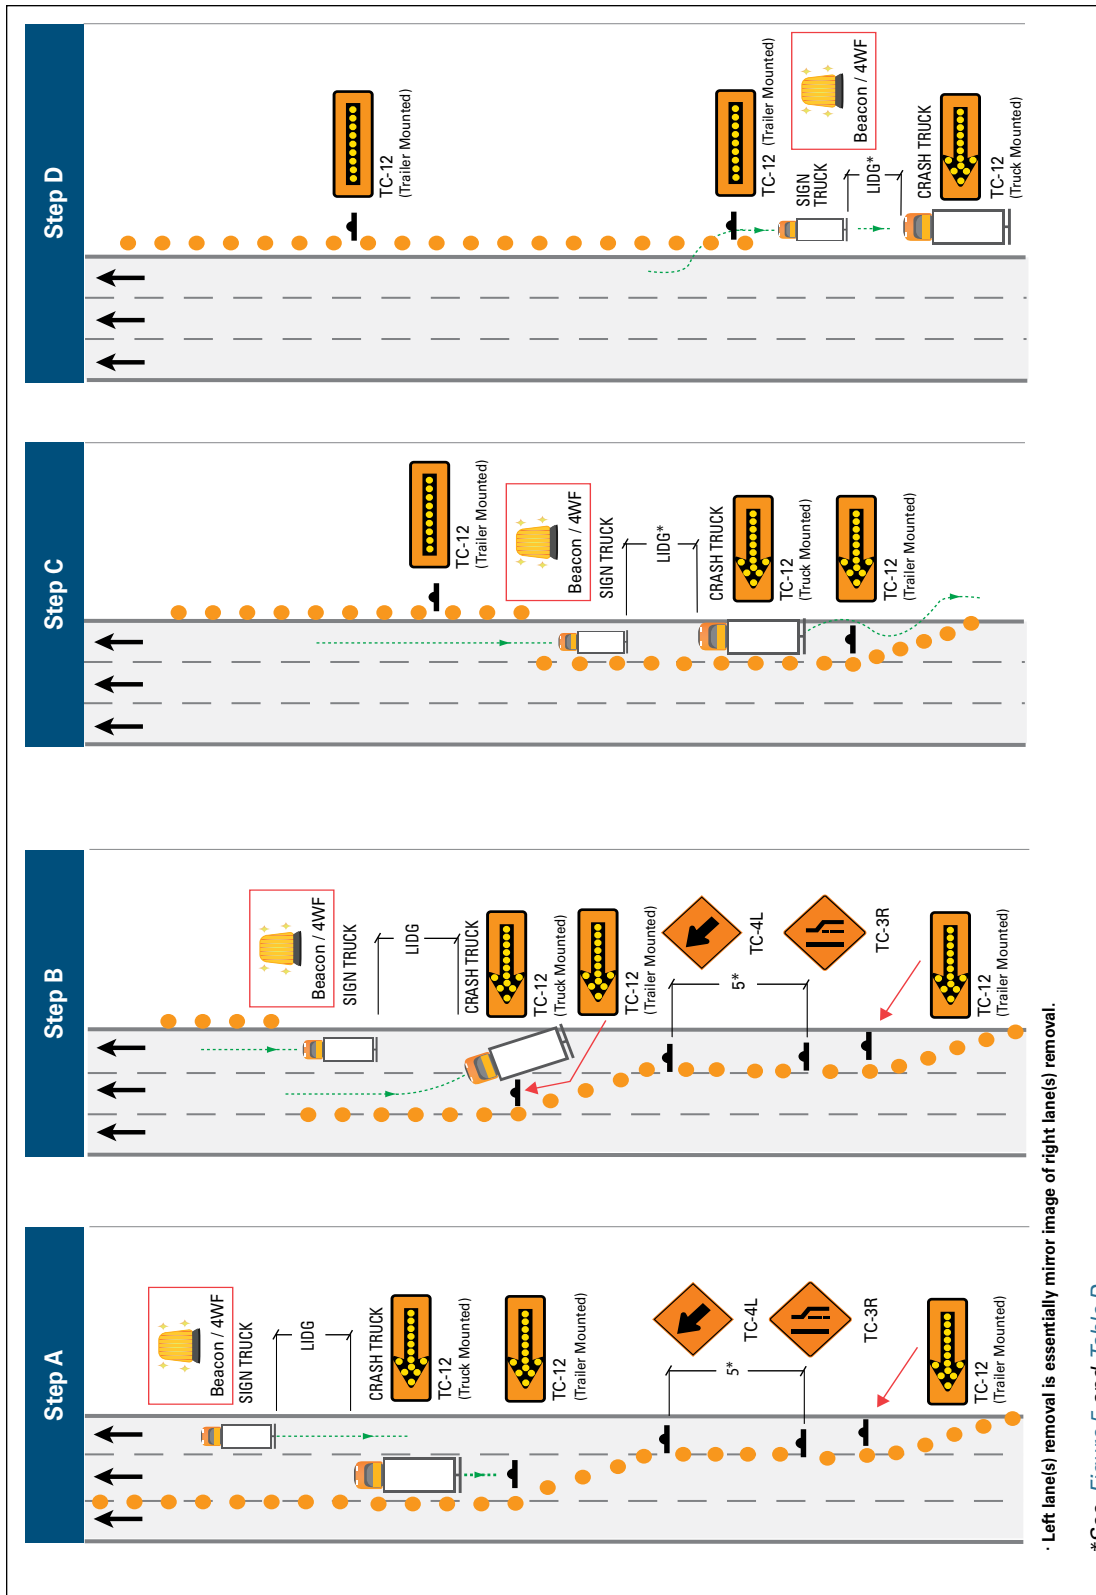 Step A
Beacon / 4WF
SIGN TRUCK
LIDG
CRASH TRUCK
TC-12
(Truck Mounted)
TC-12
(Trailer Mounted)
5*
TC-4L
TC-3R
TC-12
(Trailer Mounted)
Step B
Beacon / 4WF
SIGN TRUCK
LIDG
CRASH TRUCK
TC-12
(Truck Mounted)
TC-12
(Trailer Mounted)
5*
TC-4L
TC-3R
TC-12
(Trailer Mounted)
Step C
TC-12
(Trailer Mounted)
Beacon / 4WF
SIGN TRUCK
LIDG*
CRASH TRUCK
TC-12
(Truck Mounted)
TC-12
(Trailer Mounted)
Step D
TC-12
(Trailer Mounted)
TC-12 (Trailer Mounted)
Beacon / 4WF
SIGN
TRUCK
LIDG*
CRASH TRUCK
TC-12
(Truck Mounted)
· Left lane(s) removal is essentially mirror image of right lane(s) removal.
*See Figure 5 and Table B